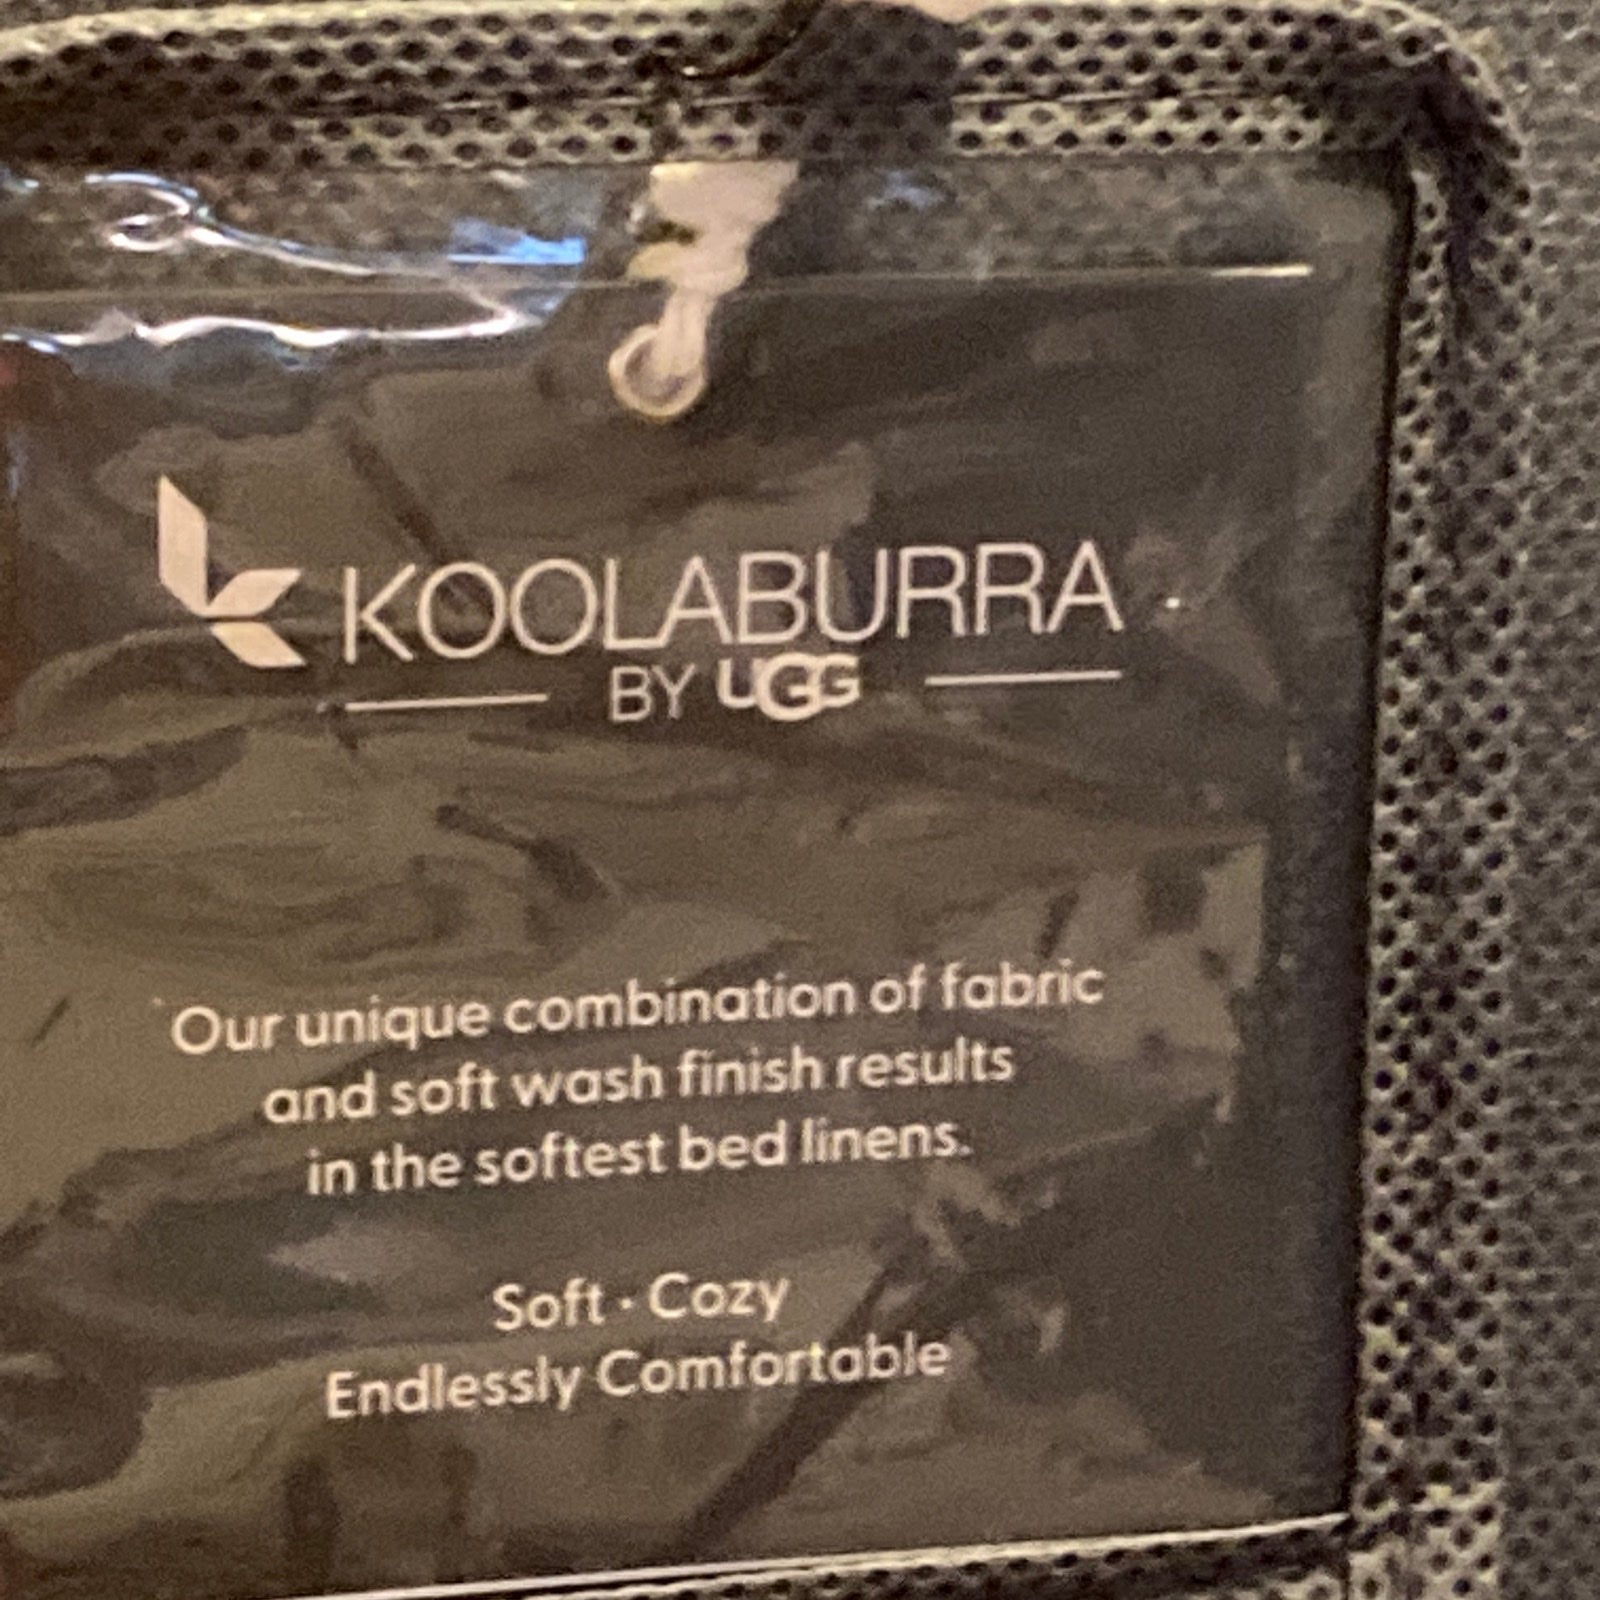 KOOLABURRA
BY UGG
Our unique combination of fabric
and soft wash finish results
in the softest bed linens.
Soft · Cozy
Endlessly Comfortable